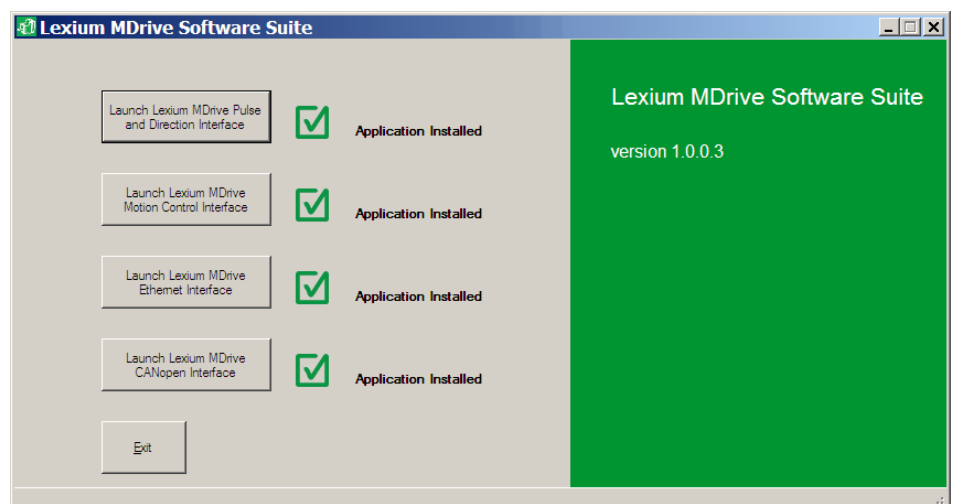 Lexium MDrive Software Suite
Launch Lexium MDrive Pulse
and Direction Interface
Application Installed
Launch Lexium MDrive
Motion Control Interface
Application Installed
Launch Lexium MDrive
Ethernet Interface
Application Installed
Launch Lexium MDrive
CANopen Interface
Application Installed
Exit
Lexium MDrive Software Suite
version 1.0.0.3